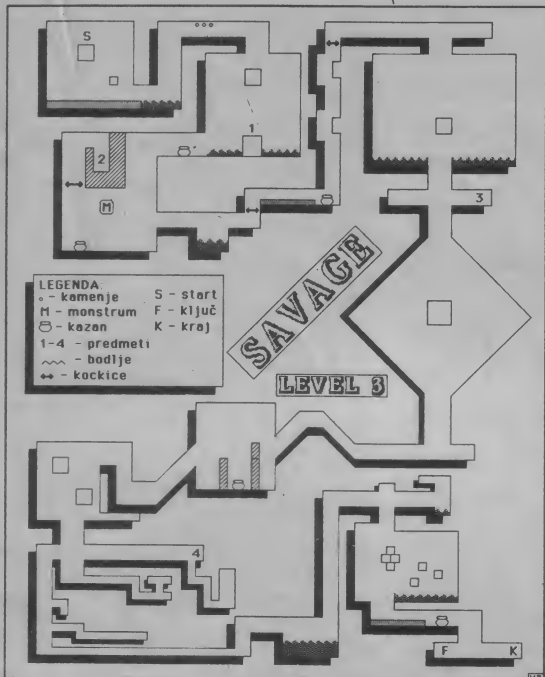 S
1
2
M
3
LEGENDA:
- kamenje
M - monstrum
- kazan
1-4 - predmeti
- bodlje
- kockice
S - start
F - ključ
K - kraj
SAVAGE
LEVEL 3
4
F
K